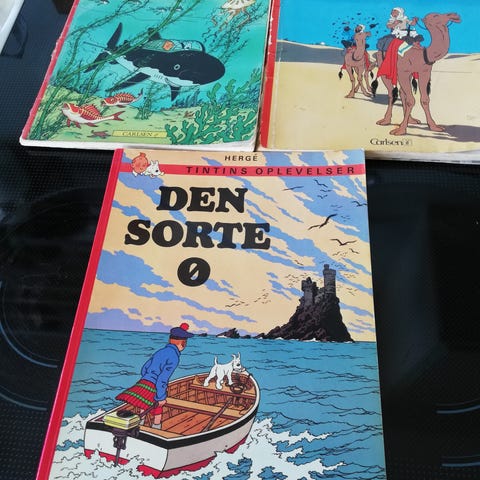 CARLSEN
Carlsen
HERGÉ
TINTINS OPLEVELSER
DEN
SORTE
Ø